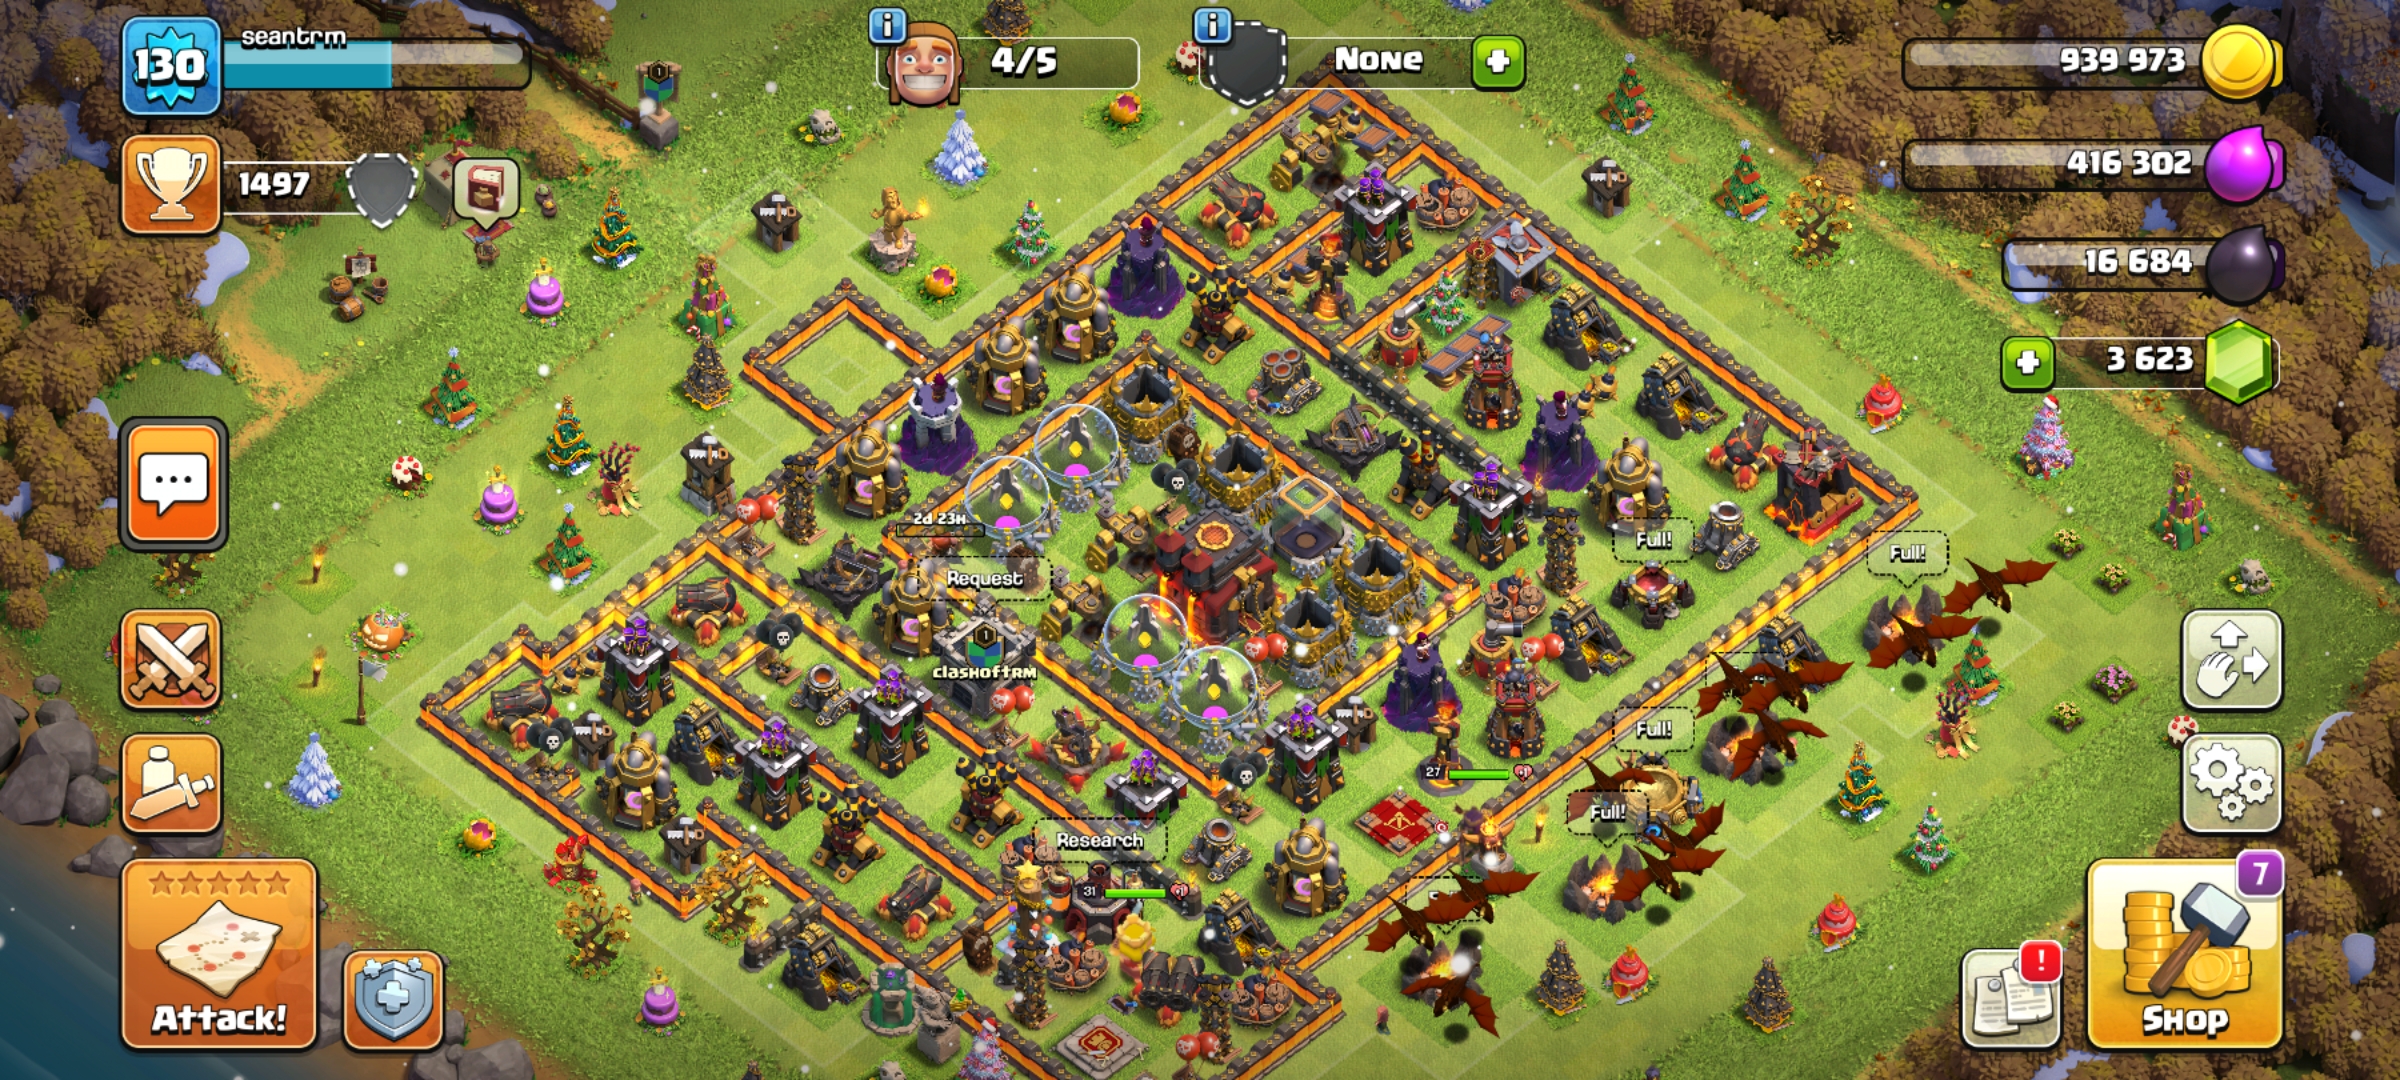 130
seantrm
i
4/5
i
None
939 973
1497
416 302
16 684
3 623
2d 23H
Request
Full!
Full!
1
clashoftrm
Full!
27
Full!
Research
31
Attack!
7
!
Shop